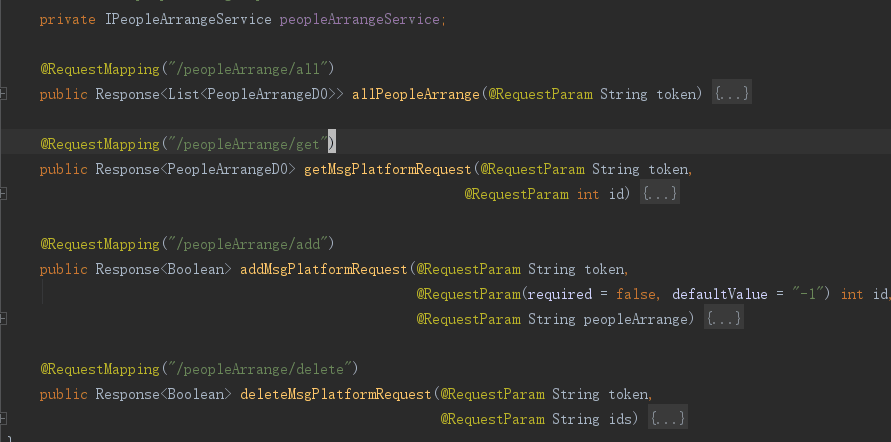 private IPeopleArrangeService peopleArrangeService;
@RequestMapping("/peopleArrange/all")
public Response<List<PeopleArrangeDO>> allPeopleArrange(@RequestParam String token) {...}
@RequestMapping("/peopleArrange/get")
public Response<PeopleArrangeDO> getMsgPlatformRequest(@RequestParam String token,
@RequestParam int id) {...}
@RequestMapping("/peopleArrange/add")
public Response<Boolean> addMsgPlatformRequest(@RequestParam String token,
@RequestParam(required = false, defaultValue = "-1") int id,
@RequestParam String peopleArrange) {...}
@RequestMapping("/peopleArrange/delete")
public Response<Boolean> deleteMsgPlatformRequest(@RequestParam String token,
@RequestParam String ids) {...}